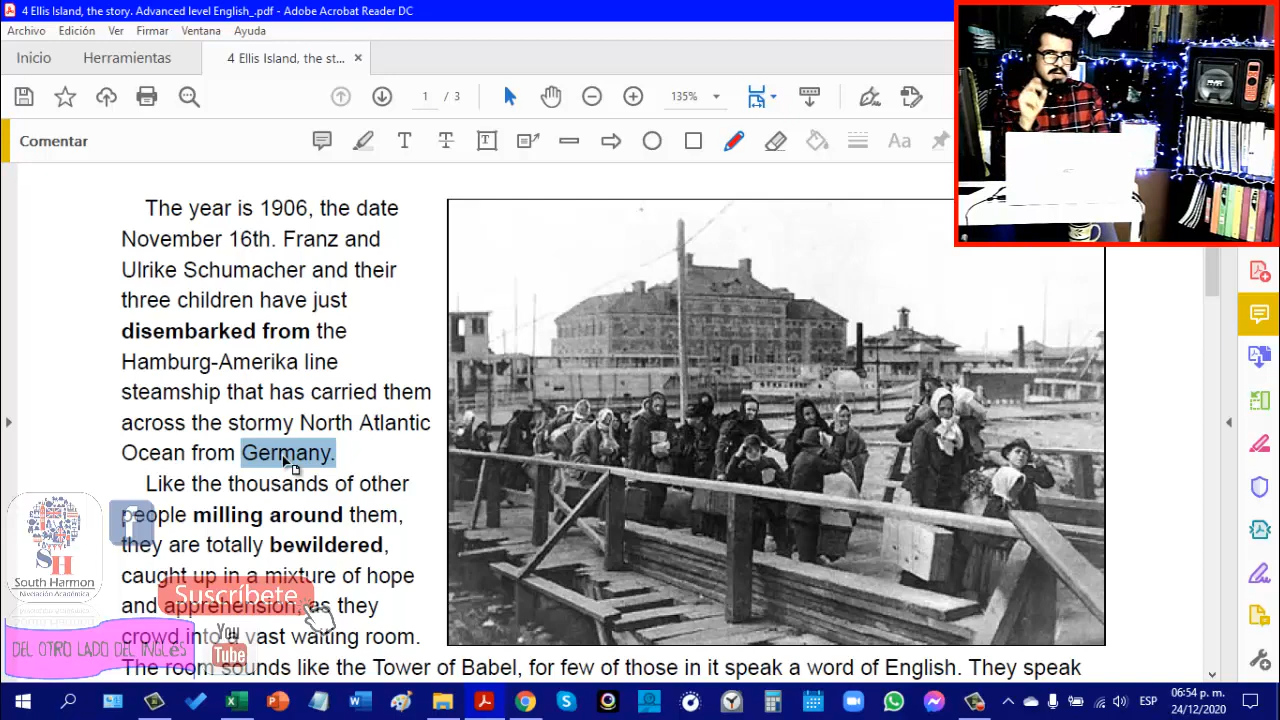 4 Ellis Island, the story. Advanced level English_.pdf - Adobe Acrobat Reader DC
Archivo Edición Ver Firmar Ventana Ayuda
Inicio Herramientas 4 Ellis Island, the st... ×
1 / 3 135%
Comentar
The year is 1906, the date
November 16th. Franz and
Ulrike Schumacher and their
three children have just
disembarked from the
Hamburg-Amerika line
steamship that has carried them
across the stormy North Atlantic
Ocean from Germany.
Like the thousands of other
people milling around them,
they are totally bewildered,
caught up in a mixture of hope
and apprehension, as they
crowd into a vast waiting room.
The room sounds like the Tower of Babel, for few of those in it speak a word of English. They speak
SH
South Harmon
Nivelación Académica
f
Suscríbete
You
Tube
DEL OTRO LADO DEL INGLéS
ESP
06:54 p. m.
24/12/2020